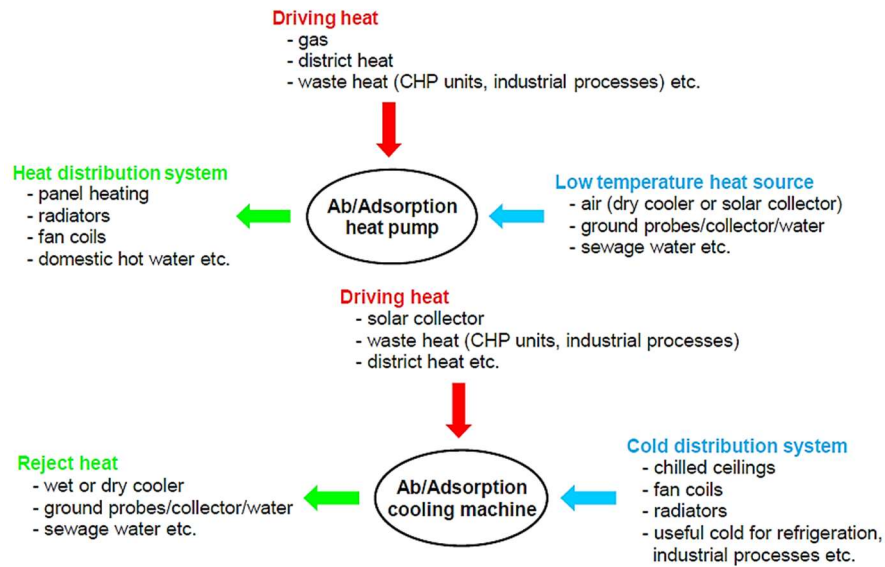 Driving heat
- gas
- district heat
- waste heat (CHP units, industrial processes) etc.
Heat distribution system
- panel heating
- radiators
- fan coils
- domestic hot water etc.
Ab/Adsorption
heat pump
Low temperature heat source
- air (dry cooler or solar collector)
- ground probes/collector/water
- sewage water etc.
Driving heat
- solar collector
- waste heat (CHP units, industrial processes)
- district heat etc.
Reject heat
- wet or dry cooler
- ground probes/collector/water
- sewage water etc.
Ab/Adsorption
cooling machine
Cold distribution system
- chilled ceilings
- fan coils
- radiators
- useful cold for refrigeration,
industrial processes etc.